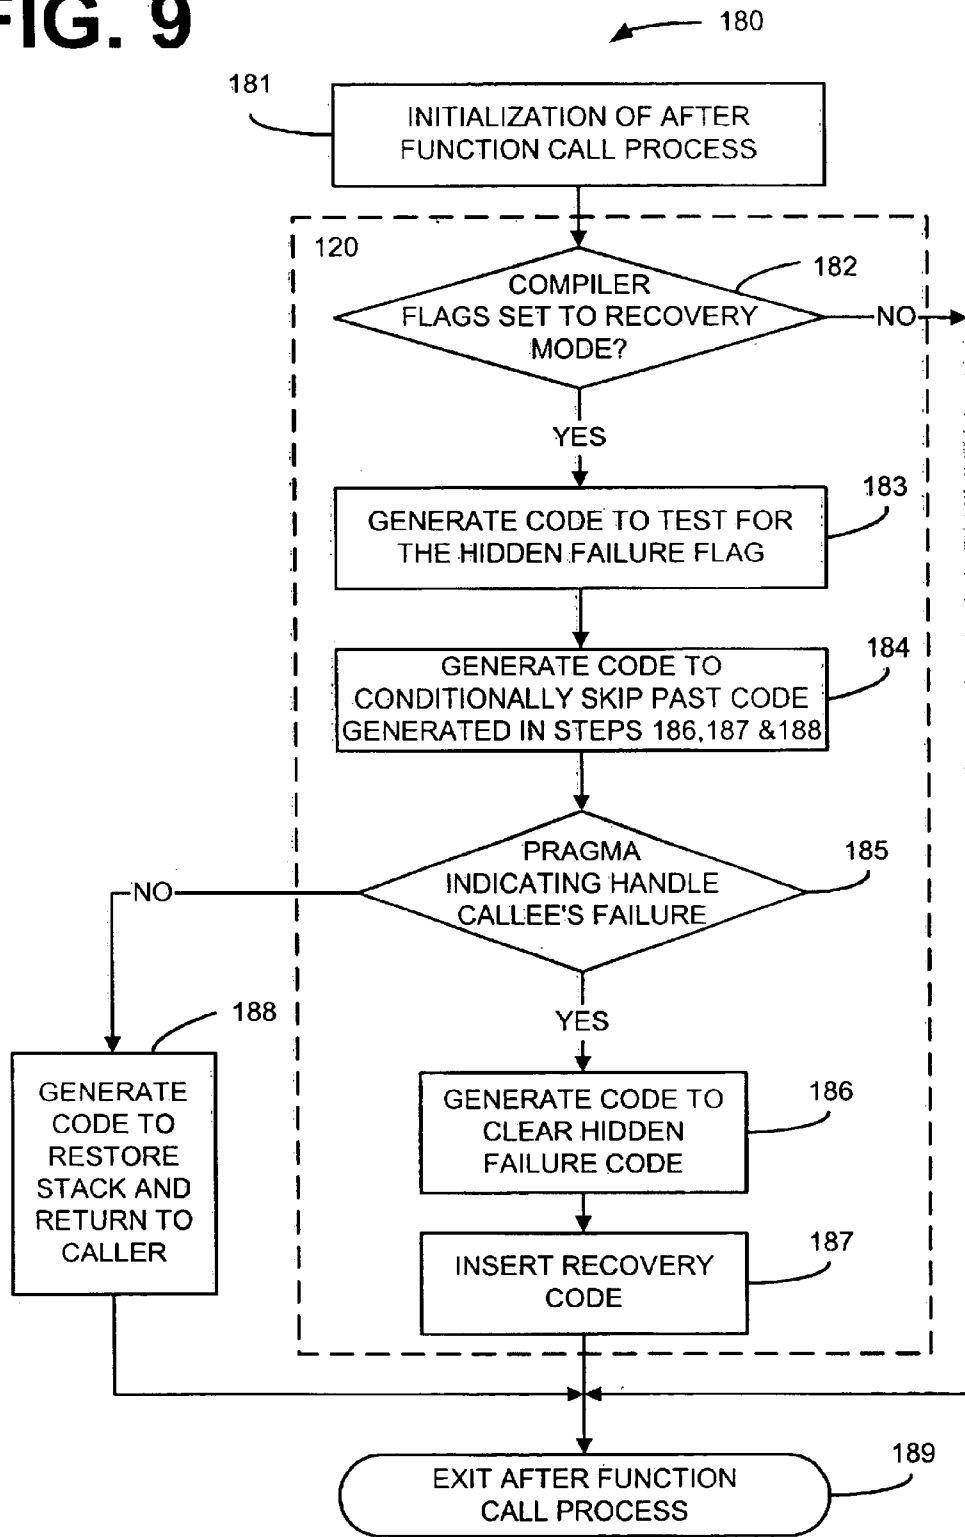 FIG. 9
180
181
INITIALIZATION OF AFTER
FUNCTION CALL PROCESS
120
182
COMPILER
FLAGS SET TO RECOVERY
MODE?
NO
YES
183
GENERATE CODE TO TEST FOR
THE HIDDEN FAILURE FLAG
184
GENERATE CODE TO
CONDITIONALLY SKIP PAST CODE
GENERATED IN STEPS 186,187 &188
185
PRAGMA
INDICATING HANDLE
CALLEE'S FAILURE
NO
YES
188
GENERATE
CODE TO
RESTORE
STACK AND
RETURN TO
CALLER
186
GENERATE CODE TO
CLEAR HIDDEN
FAILURE CODE
187
INSERT RECOVERY
CODE
189
EXIT AFTER FUNCTION
CALL PROCESS